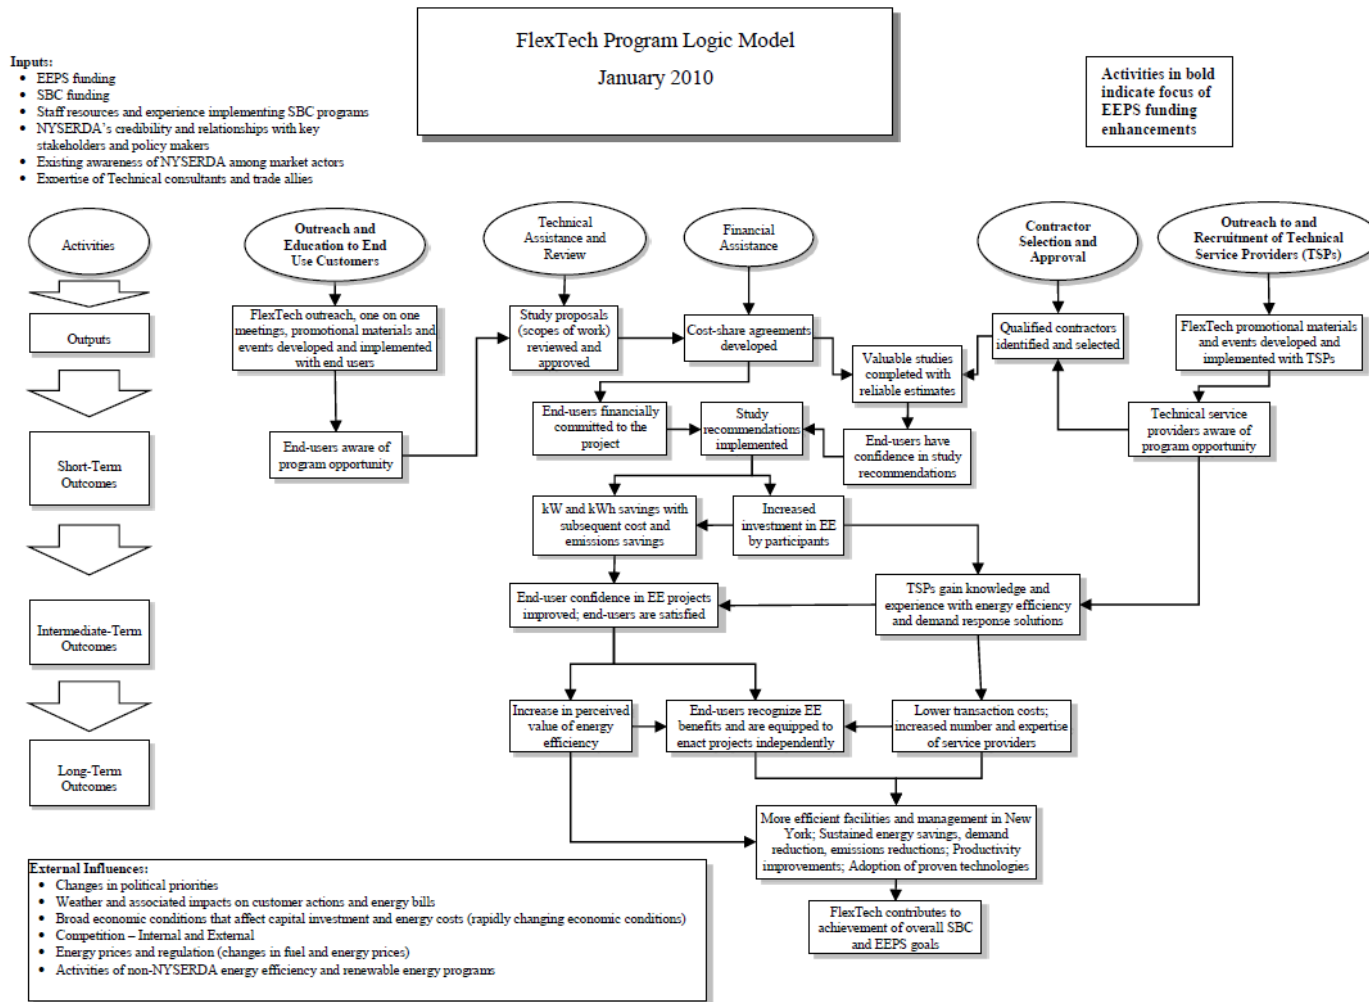 FlexTech Program Logic Model
January 2010
Inputs:
• EEPS funding
• SBC funding
• Staff resources and experience implementing SBC programs
• NYSERDA's credibility and relationships with key
stakeholders and policy makers
• Existing awareness of NYSERDA among market actors
• Expertise of Technical consultants and trade allies
Activities in bold
indicate focus of
EEPS funding
enhancements
Activities
Outreach and
Education to End
Use Customers
Technical
Assistance and
Review
Financial
Assistance
Contractor
Selection and
Approval
Outreach to and
Recruitment of Technical
Service Providers (TSPs)
Outputs
FlexTech outreach, one on one
meetings, promotional materials and
events developed and implemented
with end users
Study proposals
(scopes of work)
reviewed and
approved
Cost-share agreements
developed
Valuable studies
completed with
reliable estimates
Qualified contractors
identified and selected
FlexTech promotional materials
and events developed and
implemented with TSPs
Short-Term
Outcomes
End-users aware of
program opportunity
End-users financially
committed to the
project
Study
recommendations
implemented
End-users have
confidence in study
recommendations
Technical service
providers aware of
program opportunity
kW and kWh savings with
subsequent cost and
emissions savings
Increased
investment in EE
by participants
Intermediate-Term
Outcomes
End-user confidence in EE projects
improved; end-users are satisfied
TSPs gain knowledge and
experience with energy efficiency
and demand response solutions
Long-Term
Outcomes
Increase in perceived
value of energy
efficiency
End-users recognize EE
benefits and are equipped to
enact projects independently
Lower transaction costs;
increased number and expertise
of service providers
More efficient facilities and management in New
York; Sustained energy savings, demand
reduction, emissions reductions; Productivity
improvements; Adoption of proven technologies
FlexTech contributes to
achievement of overall SBC
and EEPS goals
External Influences:
• Changes in political priorities
• Weather and associated impacts on customer actions and energy bills
• Broad economic conditions that affect capital investment and energy costs (rapidly changing economic conditions)
• Competition – Internal and External
• Energy prices and regulation (changes in fuel and energy prices)
• Activities of non-NYSERDA energy efficiency and renewable energy programs